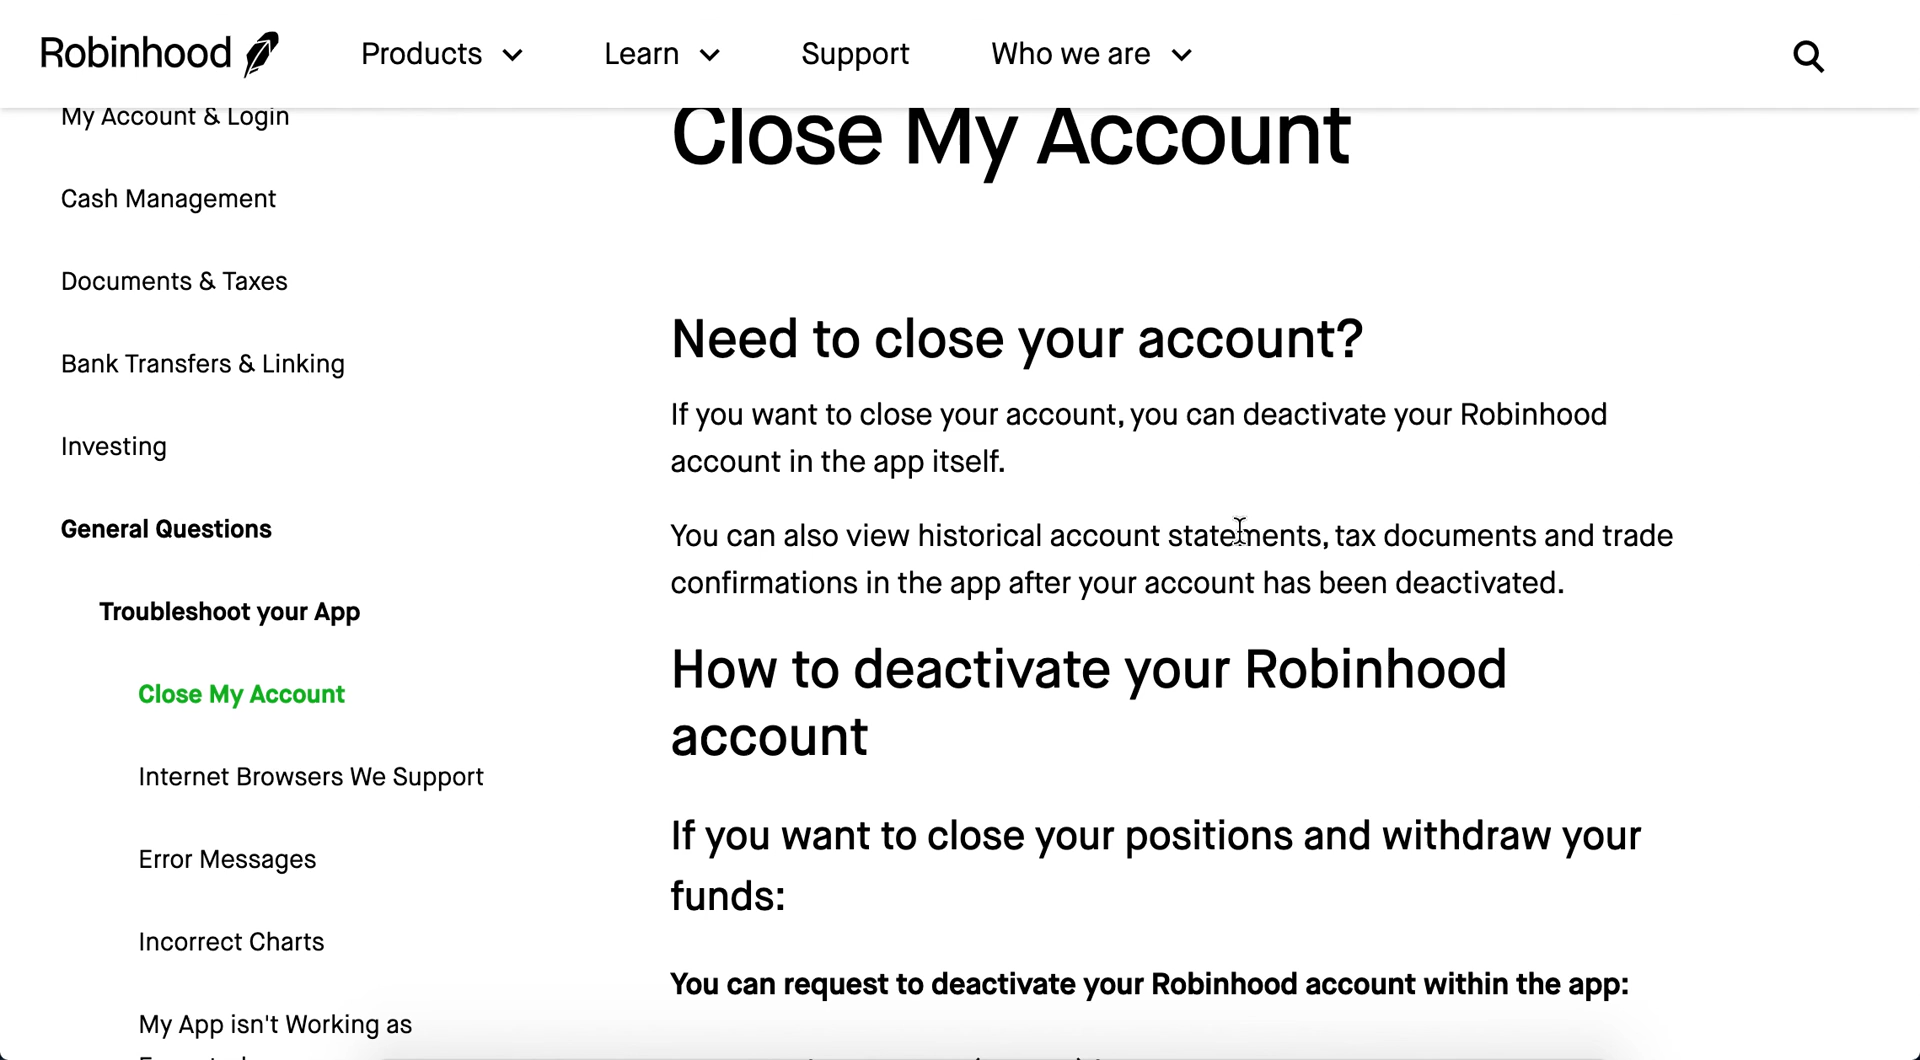 Robinhood
Products
Learn
Support
Who we are
My Account & Login
Cash Management
Documents & Taxes
Bank Transfers & Linking
Investing
General Questions
Troubleshoot your App
Close My Account
Internet Browsers We Support
Error Messages
Incorrect Charts
My App isn't Working as
Close My Account
Need to close your account?
If you want to close your account, you can deactivate your Robinhood
account in the app itself.
You can also view historical account statements, tax documents and trade
confirmations in the app after your account has been deactivated.
How to deactivate your Robinhood
account
If you want to close your positions and withdraw your
funds:
You can request to deactivate your Robinhood account within the app: